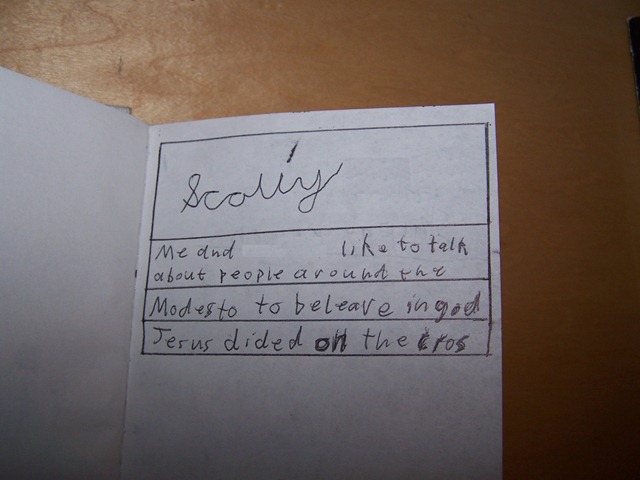 Scotty
Me and like to talk
about people around the
Modesto to beleave in god
Jesus dided on the cros